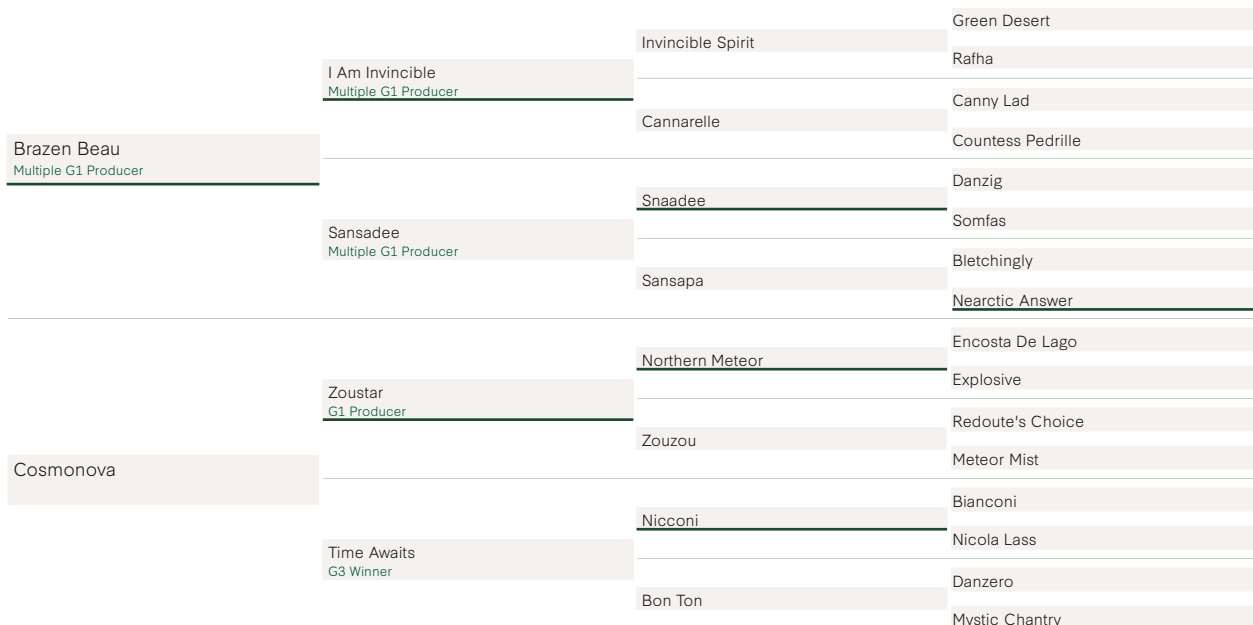 Green Desert
Invincible Spirit
Rafha
I Am Invincible
Multiple G1 Producer
Canny Lad
Cannarelle
Countess Pedrille
Brazen Beau
Multiple G1 Producer
Danzig
Snaadee
Somfas
Sansadee
Multiple G1 Producer
Bletchingly
Sansapa
Nearctic Answer
Encosta De Lago
Northern Meteor
Explosive
Zoustar
G1 Producer
Redoute's Choice
Zouzou
Meteor Mist
Cosmonova
Bianconi
Nicconi
Nicola Lass
Time Awaits
G3 Winner
Danzero
Bon Ton
Mystic Chantry